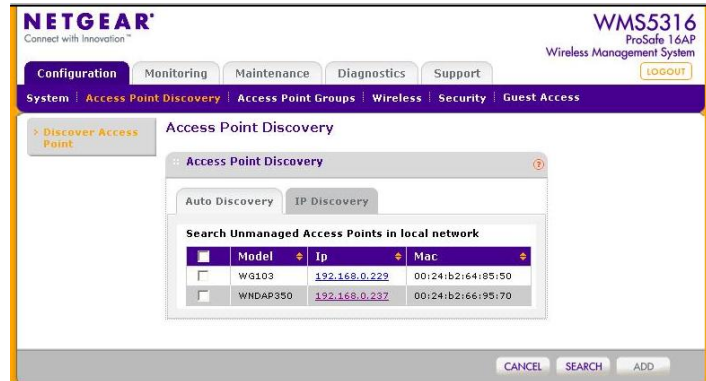 NETGEAR
Connect with Innovation™
WMS5316
ProSafe 16AP
Wireless Management System
LOGOUT
Configuration Monitoring Maintenance Diagnostics Support
System Access Point Discovery Access Point Groups Wireless Security Guest Access
> Discover Access Point
Access Point Discovery
Access Point Discovery ?
Auto Discovery IP Discovery
Search Unmanaged Access Points in local network
Model Ip Mac
WG103 192.168.0.229 00:24:b2:64:85:50
WNDAP350 192.168.0.237 00:24:b2:66:95:70
CANCEL SEARCH ADD